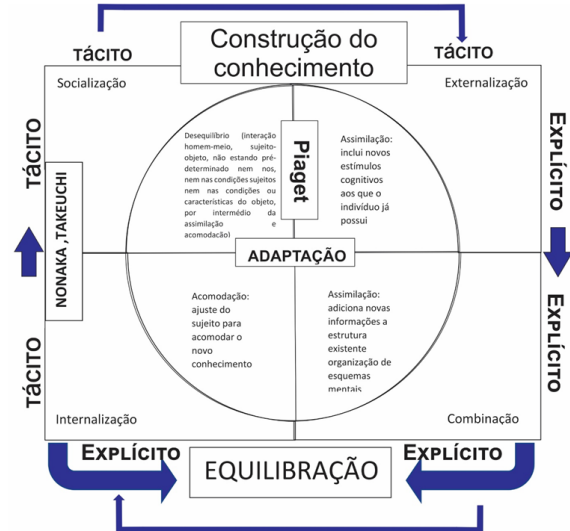 Construção do
conhecimento
TÁCITO
TÁCITO
Socialização
Externalização
TÁCITO
EXPLÍCITO
Desequilíbrio (interação
homem-meio, sujeito-
objeto, não estando pré-
determinado nem nos,
nem nas condições sujeitos
nem nas condições ou
características do objeto,
por intermédio da
assimilação e
acomodação)
Piaget
Assimilação:
inclui novos
estímulos
cognitivos
aos que o
indivíduo já
possui
NONAKA ,TAKEUCHI
ADAPTAÇÃO
Acomodação:
ajuste do
sujeito para
acomodar o
novo
conhecimento
Assimilação:
adiciona novas
informações a
estrutura
existente
organização de
esquemas
mentais
TÁCITO
EXPLÍCITO
Internalização
Combinação
EXPLÍCITO
EXPLÍCITO
EQUILIBRAÇÃO